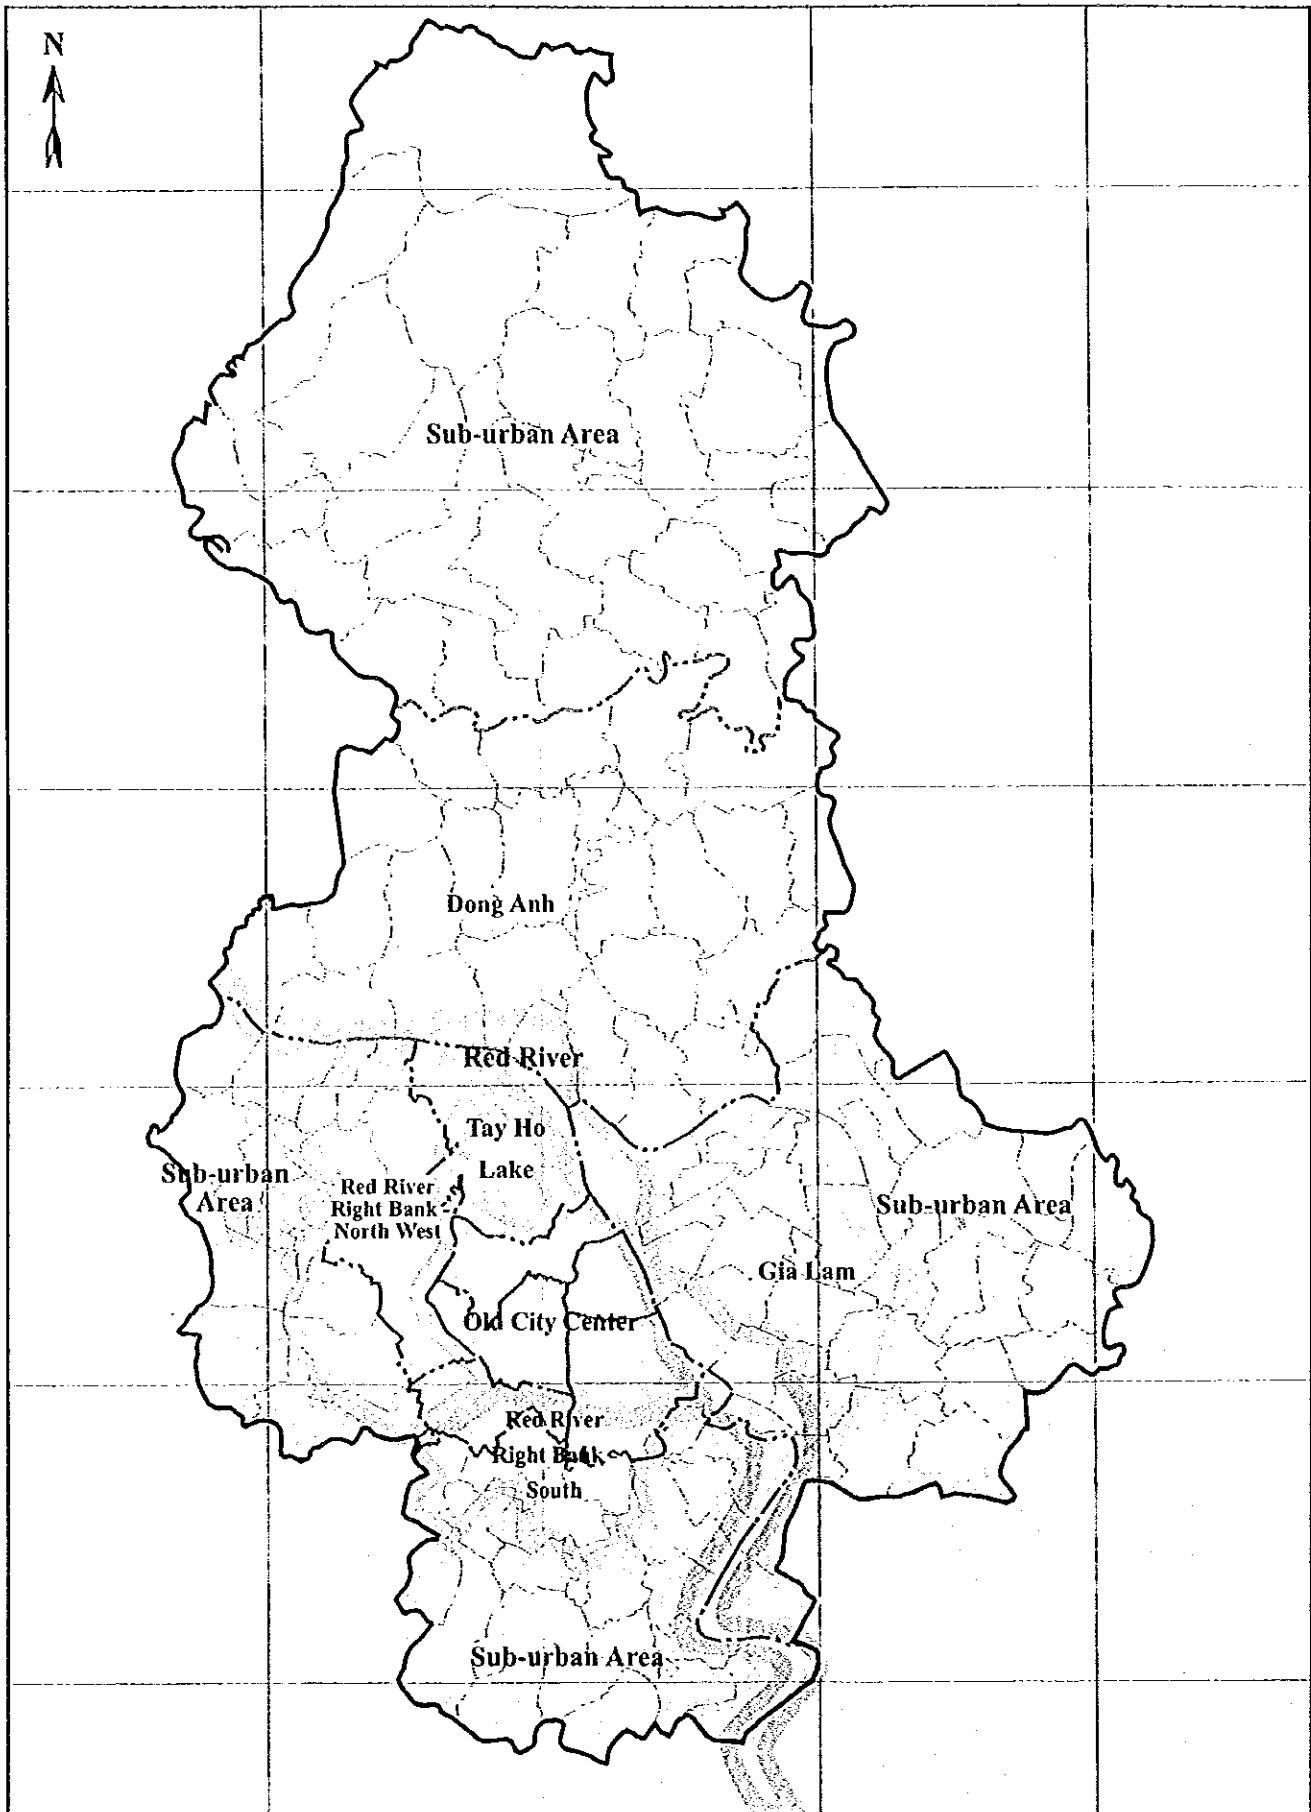 N
Sub-urban Area
Dong Anh
Red River
Tay Ho
Lake
Sub-urban
Area
Red River
Right Bank
North West
Sub-urban Area
Gia Lam
Old City Center
Red River
Right Bank
South
Sub-urban Area